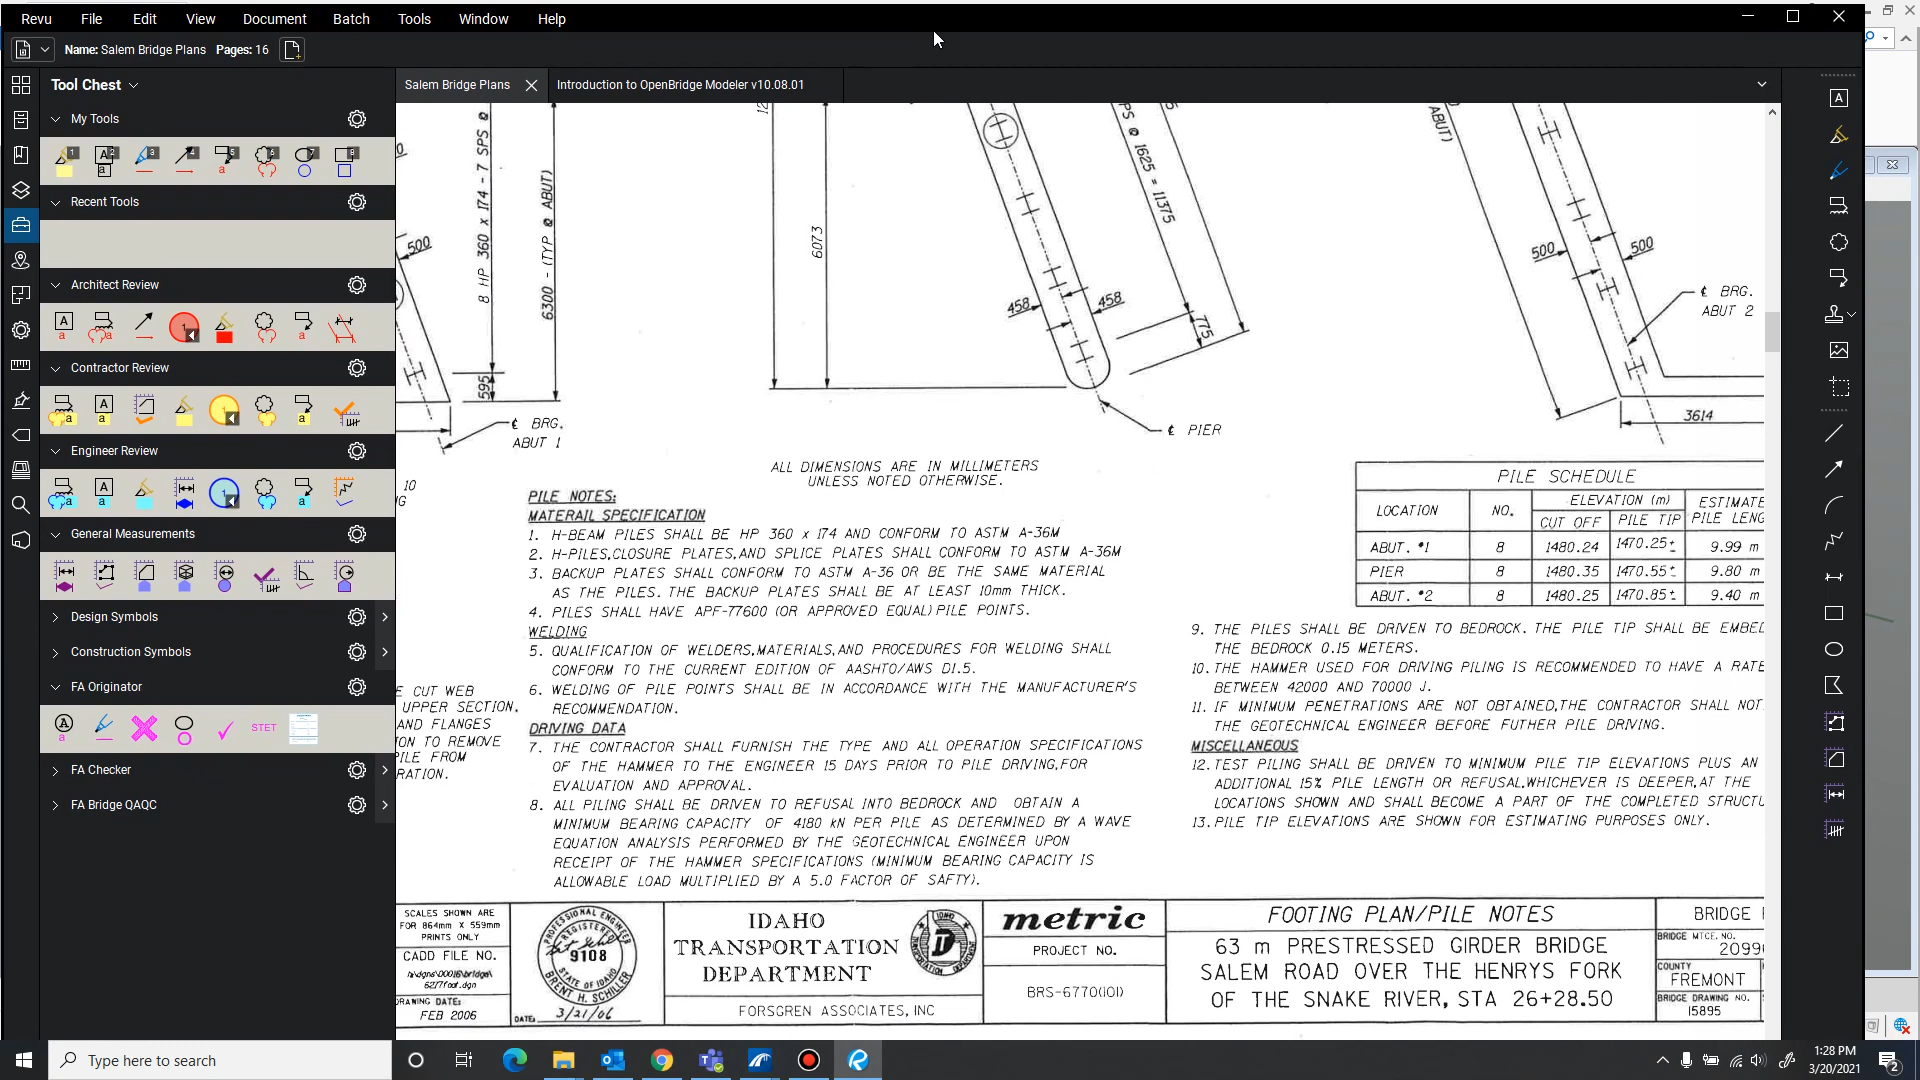 Revu File Edit View Document Batch Tools Window Help
Name: Salem Bridge Plans Pages: 16
Tool Chest
My Tools
Recent Tools
Architect Review
Contractor Review
Engineer Review
General Measurements
Design Symbols
Construction Symbols
FA Originator
STET
FA Checker
FA Bridge QAQC
Salem Bridge Plans
Introduction to OpenBridge Modeler v10.08.01
500
8 HP 360 x 174 - 7 SPS @
6300 - (TYP @ ABUT)
595
℄ BRG.
ABUT 1
6073
PS @ 1625 = 11375
458
458
775
℄ PIER
ABUT)
500
500
℄ BRG.
ABUT 2
3614
ALL DIMENSIONS ARE IN MILLIMETERS
UNLESS NOTED OTHERWISE.
10
E CUT WEB
UPPER SECTION.
AND FLANGES
ION TO REMOVE
PILE FROM
RATION.
PILE NOTES:
MATERAIL SPECIFICATION
1. H-BEAM PILES SHALL BE HP 360 x 174 AND CONFORM TO ASTM A-36M
2. H-PILES,CLOSURE PLATES,AND SPLICE PLATES SHALL CONFORM TO ASTM A-36M
3. BACKUP PLATES SHALL CONFORM TO ASTM A-36 OR BE THE SAME MATERIAL
AS THE PILES. THE BACKUP PLATES SHALL BE AT LEAST 10mm THICK.
4. PILES SHALL HAVE APF-77600 (OR APPROVED EQUAL) PILE POINTS.
WELDING
5. QUALIFICATION OF WELDERS,MATERIALS,AND PROCEDURES FOR WELDING SHALL
CONFORM TO THE CURRENT EDITION OF AASHTO/AWS D1.5.
6. WELDING OF PILE POINTS SHALL BE IN ACCORDANCE WITH THE MANUFACTURER'S
RECOMMENDATION.
DRIVING DATA
7. THE CONTRACTOR SHALL FURNISH THE TYPE AND ALL OPERATION SPECIFICATIONS
OF THE HAMMER TO THE ENGINEER 15 DAYS PRIOR TO PILE DRIVING,FOR
EVALUATION AND APPROVAL.
8. ALL PILING SHALL BE DRIVEN TO REFUSAL INTO BEDROCK AND OBTAIN A
MINIMUM BEARING CAPACITY OF 4180 kN PER PILE AS DETERMINED BY A WAVE
EQUATION ANALYSIS PERFORMED BY THE GEOTECHNICAL ENGINEER UPON
RECEIPT OF THE HAMMER SPECIFICATIONS (MINIMUM BEARING CAPACITY IS
ALLOWABLE LOAD MULTIPLIED BY A 5.0 FACTOR OF SAFTY).
PILE SCHEDULE
LOCATION NO. ELEVATION (m) ESTIMATE
CUT OFF PILE TIP PILE LENG
ABUT. #1 8 1480.24 1470.25± 9.99 m
PIER 8 1480.35 1470.55± 9.80 m
ABUT. #2 8 1480.25 1470.85± 9.40 m
9. THE PILES SHALL BE DRIVEN TO BEDROCK. THE PILE TIP SHALL BE EMBED
THE BEDROCK 0.15 METERS.
10. THE HAMMER USED FOR DRIVING PILING IS RECOMMENDED TO HAVE A RATE
BETWEEN 42000 AND 70000 J.
11. IF MINIMUM PENETRATIONS ARE NOT OBTAINED,THE CONTRACTOR SHALL NOT
THE GEOTECHNICAL ENGINEER BEFORE FUTHER PILE DRIVING.
MISCELLANEOUS
12. TEST PILING SHALL BE DRIVEN TO MINIMUM PILE TIP ELEVATIONS PLUS AN
ADDITIONAL 15% PILE LENGTH OR REFUSAL,WHICHEVER IS DEEPER,AT THE
LOCATIONS SHOWN AND SHALL BECOME A PART OF THE COMPLETED STRUCTU
13. PILE TIP ELEVATIONS ARE SHOWN FOR ESTIMATING PURPOSES ONLY.
SCALES SHOWN ARE
FOR 864mm X 559mm
PRINTS ONLY
CADD FILE NO.
DRAWING DATE:
FEB 2006
PROFESSIONAL ENGINEER
REGISTERED
9108
STATE OF IDAHO
BRENT H. SCHILLER
DATE: 3/21/06
IDAHO
TRANSPORTATION
DEPARTMENT
FORSGREN ASSOCIATES, INC
metric
PROJECT NO.
BRS-6770(101)
FOOTING PLAN/PILE NOTES
63 m PRESTRESSED GIRDER BRIDGE
SALEM ROAD OVER THE HENRYS FORK
OF THE SNAKE RIVER, STA 26+28.50
BRIDGE
BRIDGE MTCE. NO.
2099
COUNTY
FREMONT
BRIDGE DRAWING NO.
15895
Type here to search
1:28 PM
3/20/2021
2